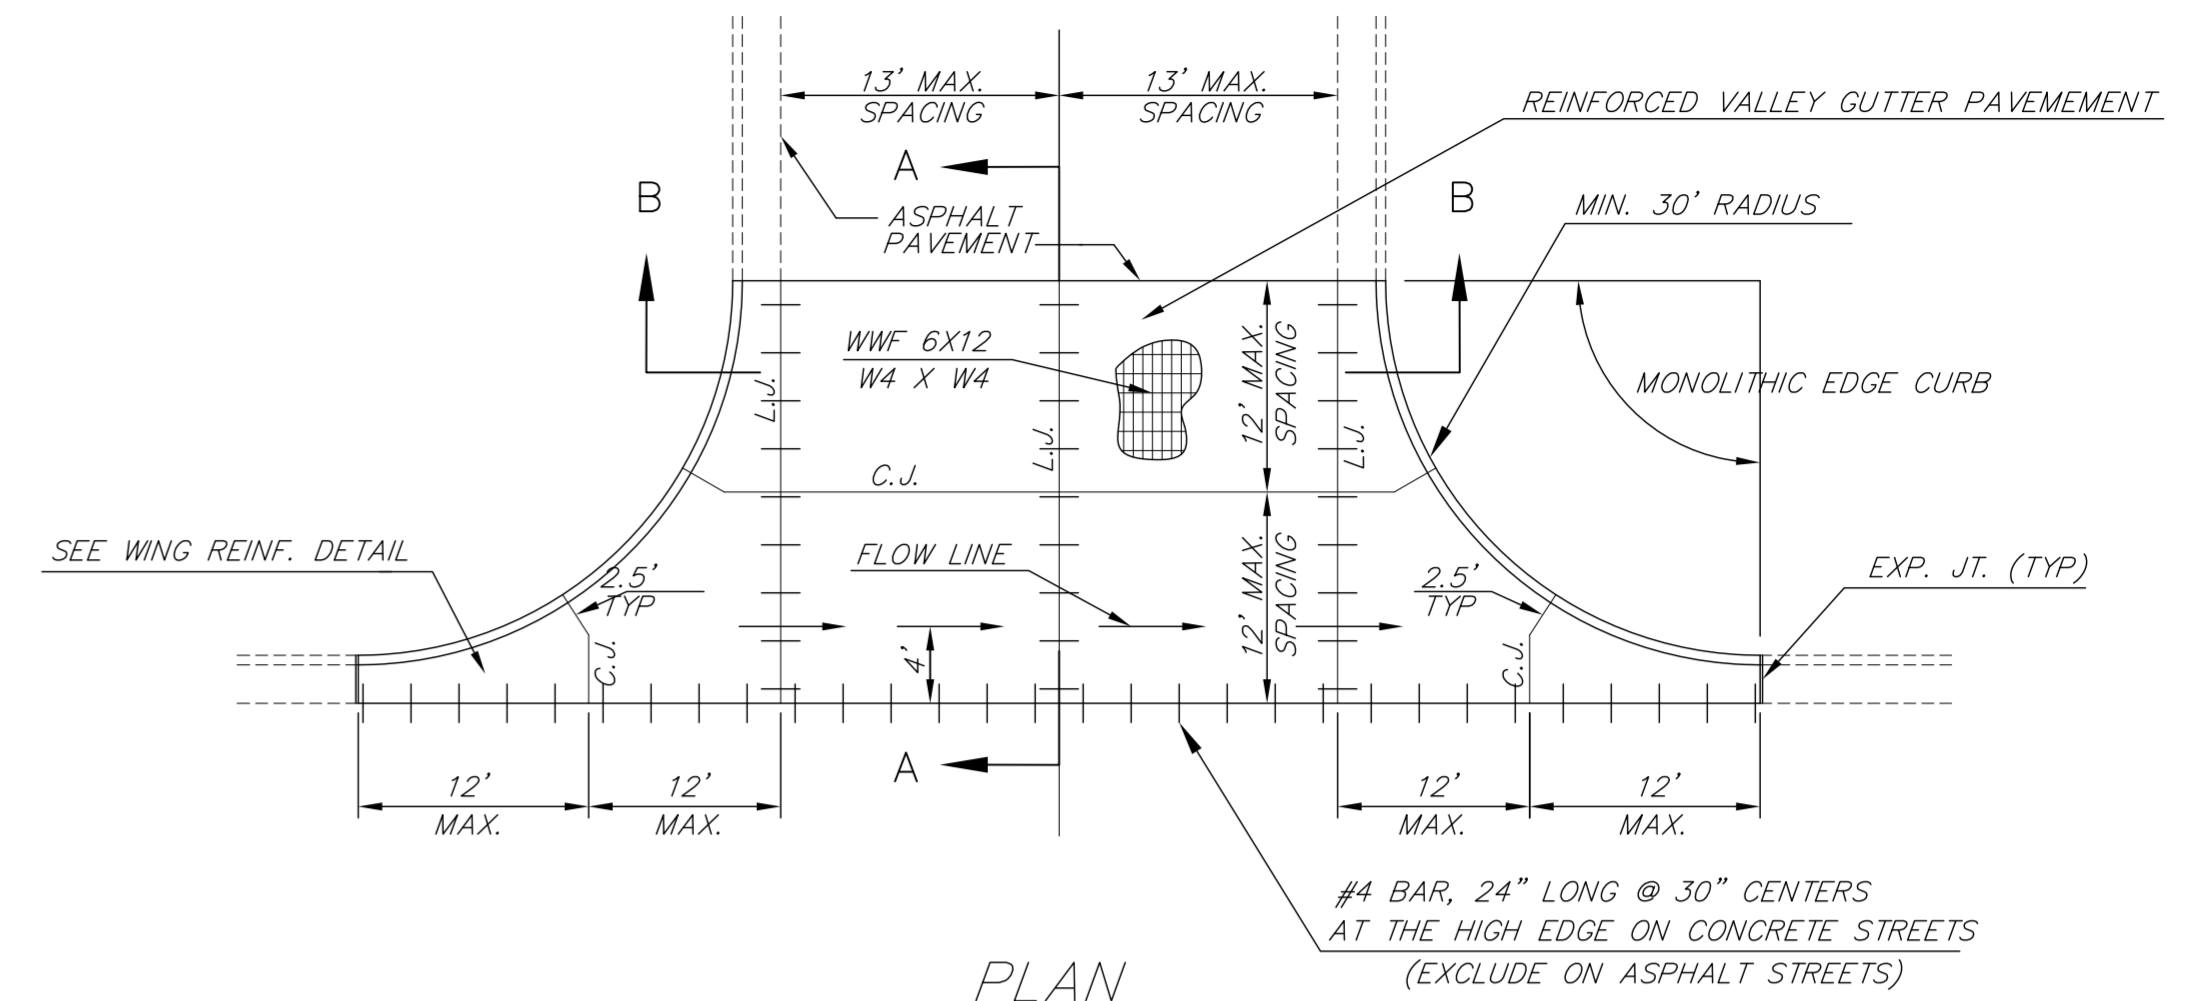 13' MAX.
SPACING
13' MAX.
SPACING
REINFORCED VALLEY GUTTER PAVEMEMENT
A
B
B
MIN. 30' RADIUS
ASPHALT
PAVEMENT
WWF 6X12
W4 X W4
12' MAX.
SPACING
MONOLITHIC EDGE CURB
L.J.
L.J.
L.J.
C.J.
SEE WING REINF. DETAIL
2.5'
TYP
FLOW LINE
12' MAX.
SPACING
2.5'
TYP
EXP. JT. (TYP)
4'
C.J.
C.J.
A
12'
MAX.
12'
MAX.
12'
MAX.
12'
MAX.
#4 BAR, 24" LONG @ 30" CENTERS
AT THE HIGH EDGE ON CONCRETE STREETS
(EXCLUDE ON ASPHALT STREETS)
PLAN